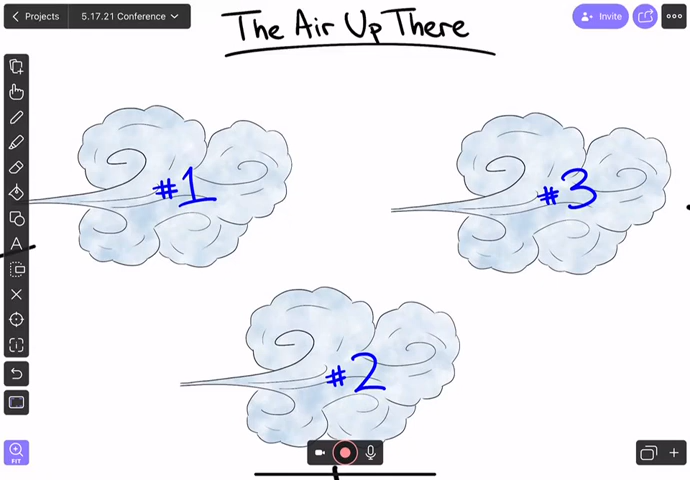 Projects
5.17.21 Conference
The Air Up There
Invite
#1
#3
#2
A
FIT